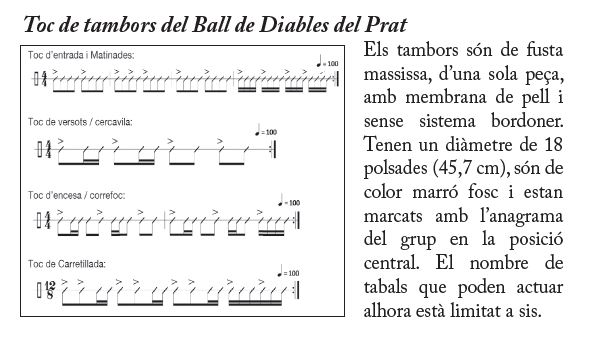 Toc de tambors del Ball de Diables del Prat
Toc d'entrada i Matinades:
= 100
4
4
Toc de versots / cercavila:
= 100
4
4
Toc d'encesa / correfoc:
= 100
4
4
Toc de Carretillada:
= 100
12
8
Els tambors són de fusta
massissa, d'una sola peça,
amb membrana de pell i
sense sistema bordoner.
Tenen un diàmetre de 18
polsades (45,7 cm), són de
color marró fosc i estan
marcats amb l'anagrama
del grup en la posició
central. El nombre de
tabals que poden actuar
alhora està limitat a sis.